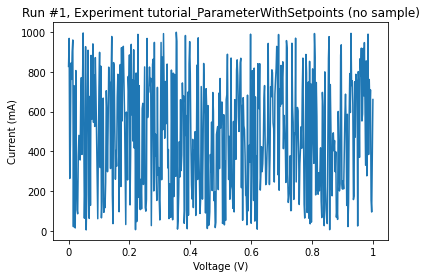 Run #1, Experiment tutorial_ParameterWithSetpoints (no sample)
1000
800
600
400
200
0
Current (mA)
0 0.2 0.4 0.6 0.8 1
Voltage (V)